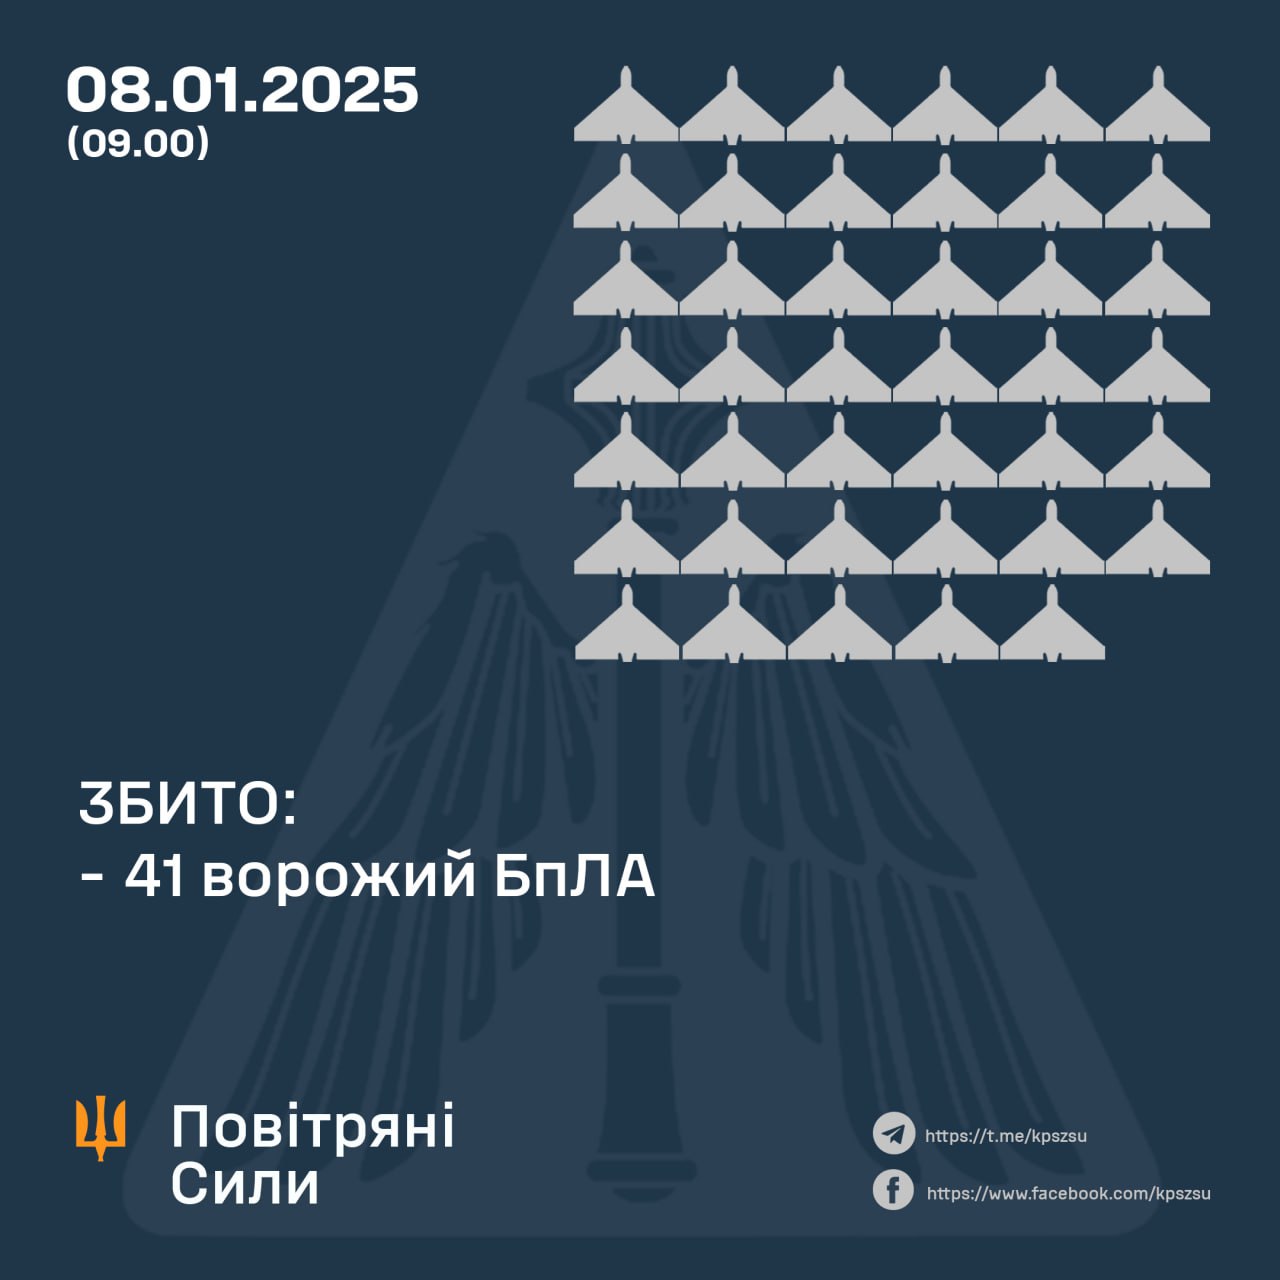 08.01.2025
(09.00)
ЗБИТО:
- 41 ворожий БпЛА
Повітряні
Сили
https://t.me/kpszsu
https://www.facebook.com/kpszsu